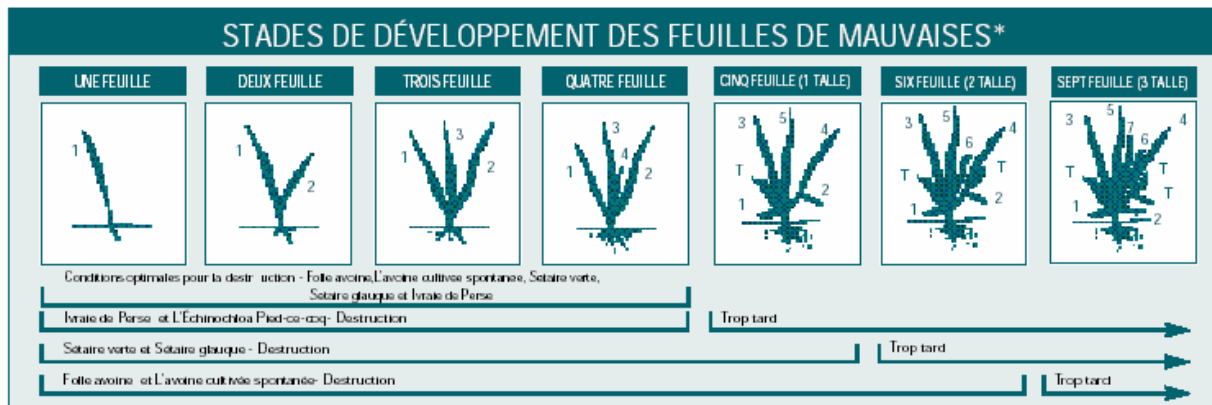 STADES DE DÉVELOPPEMENT DES FEUILLES DE MAUVAISES*
UNE FEUILLE
DEUX FEUILLE
TROIS FEUILLE
QUATRE FEUILLE
CINQ FEUILLE (1 TALLE)
SIX FEUILLE (2 TALLE)
SEPT FEUILLE (3 TALLE)
1
1 2
1 3 2
1 3 4 2
3 5 4 T 1 2
3 5 4 6 T T 1 2
3 5 7 6 4 T T T 1 2
Conditions optimales pour la destr uction - Folle avoine, L'avoine cultivee spontanee, Setaire verte,
Setaire glauque et Ivraie de Perse
Ivraie de Perse et L'Échinochloa Pied-ce-coq- Destruction
Trop tard
Sétaire verte et Sétaire glauque - Destruction
Trop tard
Folle avoine et L'avoine cultivée spontanée- Destruction
Trop tard